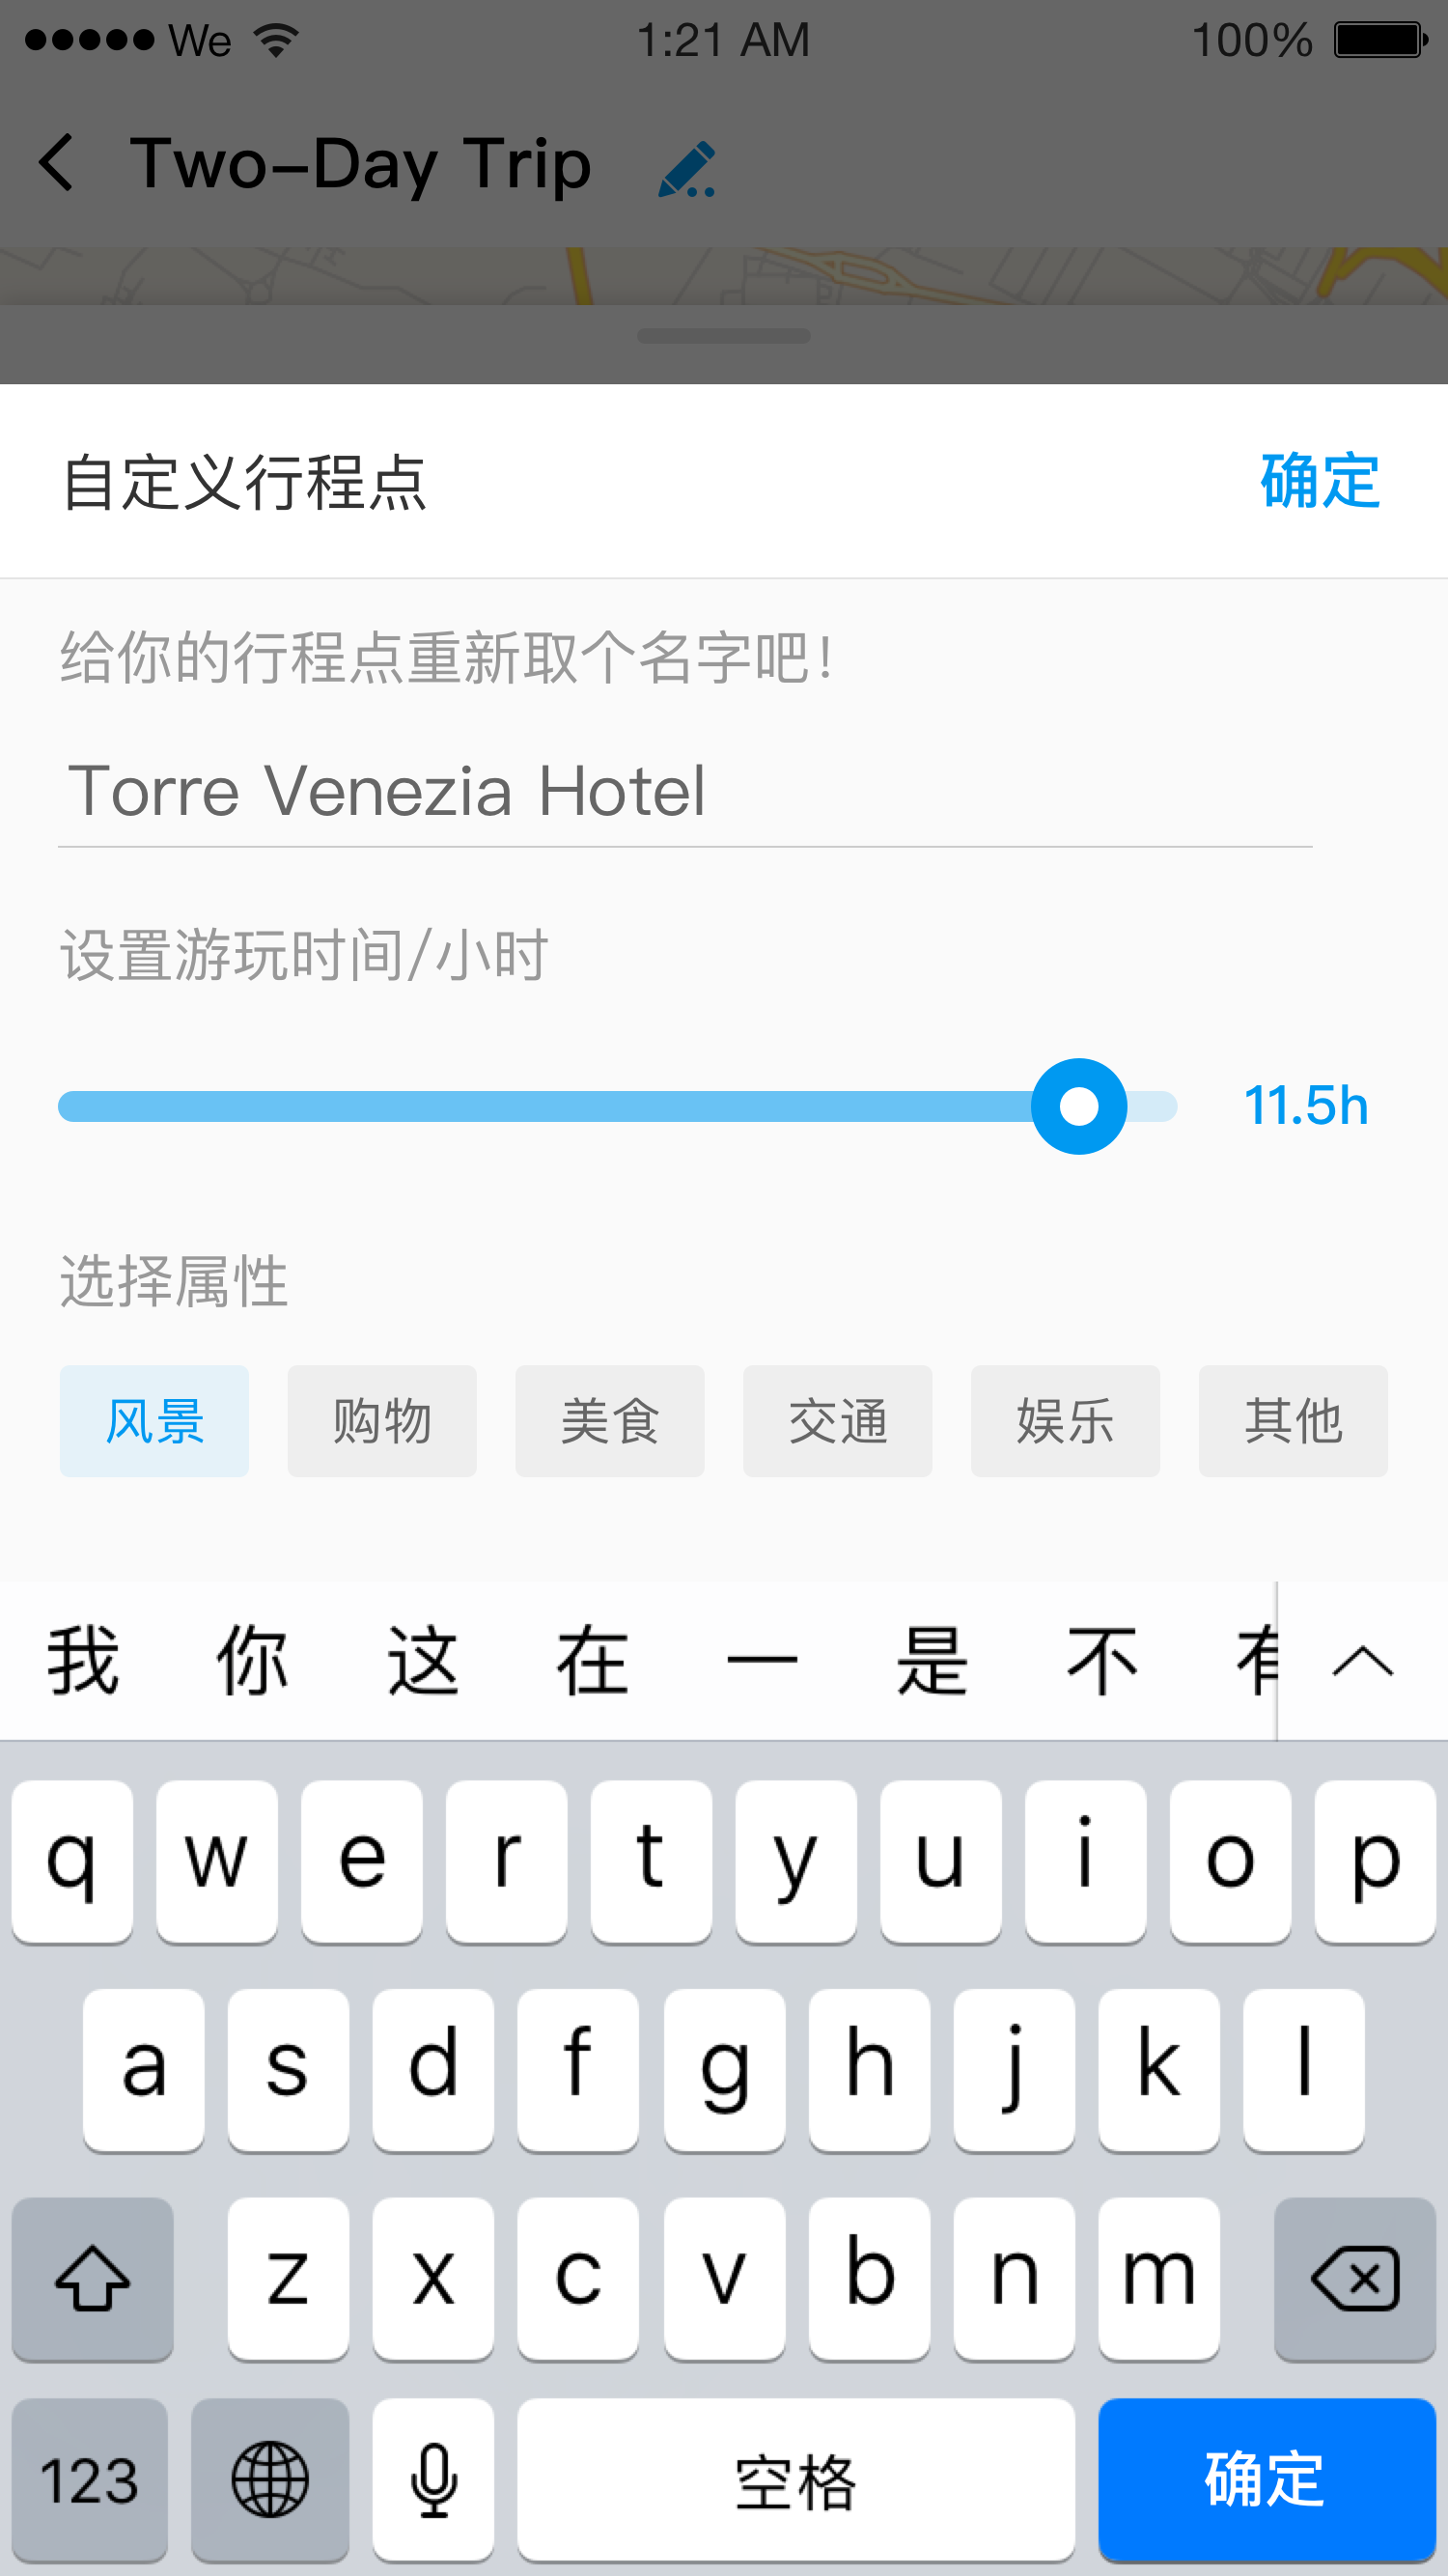 We 1:21 AM 100%
Two-Day Trip
自定义行程点 确定
给你的行程点重新取个名字吧！
Torre Venezia Hotel
设置游玩时间/小时
11.5h
选择属性
风景 购物 美食 交通 娱乐 其他
我 你 这 在 一 是 不 有
q w e r t y u i o p
a s d f g h j k l
z x c v b n m
123 空格 确定